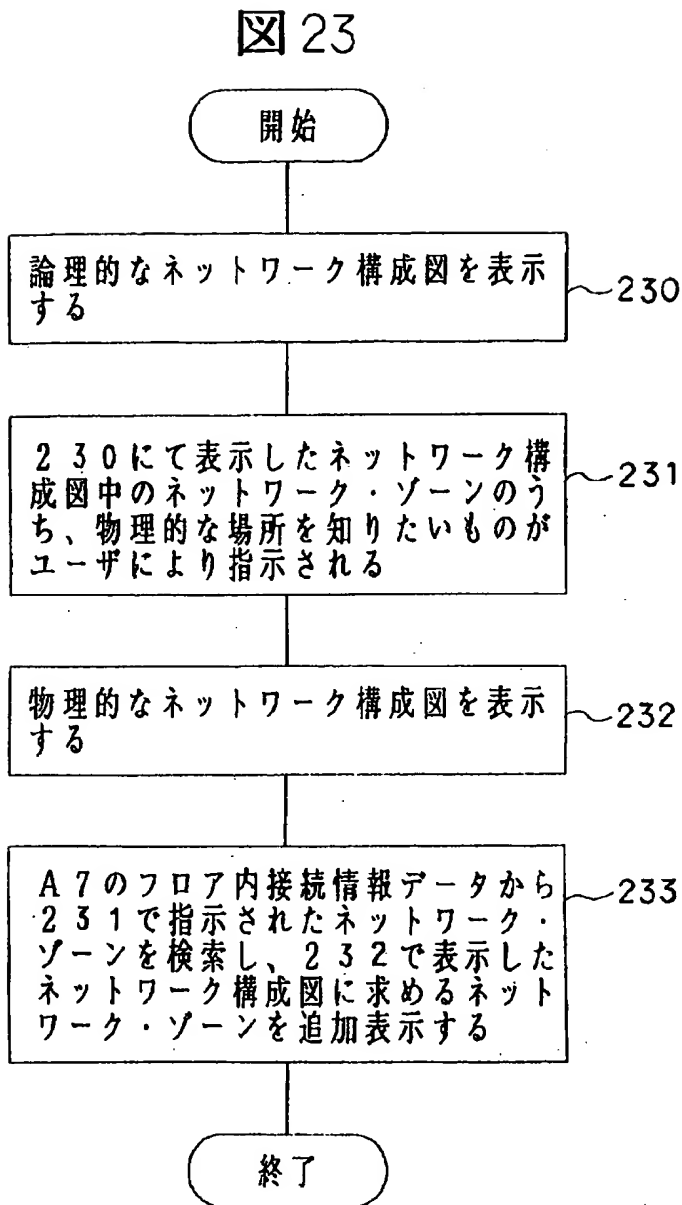 図23
開始
論理的なネットワーク構成図を表示
する
230
230にて表示したネットワーク構
成図中のネットワーク・ゾーンのう
ち、物理的な場所を知りたいものが
ユーザにより指示される
231
物理的なネットワーク構成図を表示
する
232
A7のフロア内接続情報データから
231で指示されたネットワーク・
ゾーンを検索し、232で表示した
ネットワーク構成図に求めるネット
ワーク・ゾーンを追加表示する
233
終了